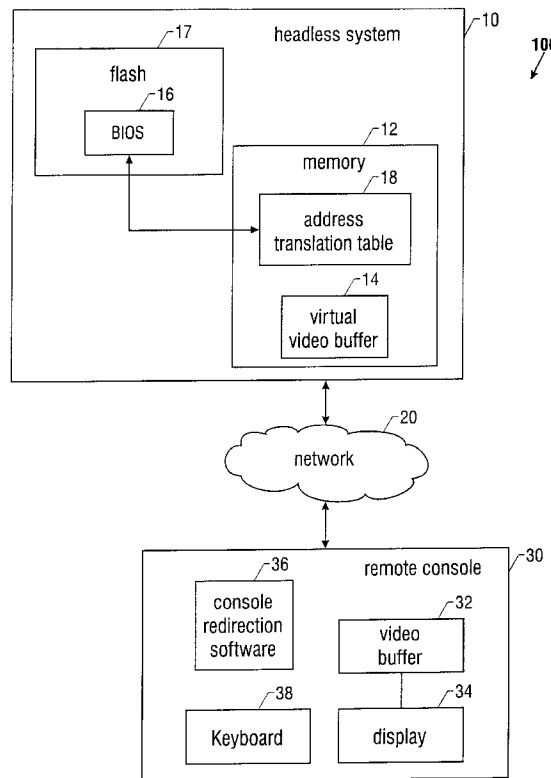 17
headless system
10
100
flash
16
BIOS
12
memory
18
address
translation table
14
virtual
video buffer
20
network
36
remote console
30
console
redirection
software
32
video
buffer
38
Keyboard
34
display